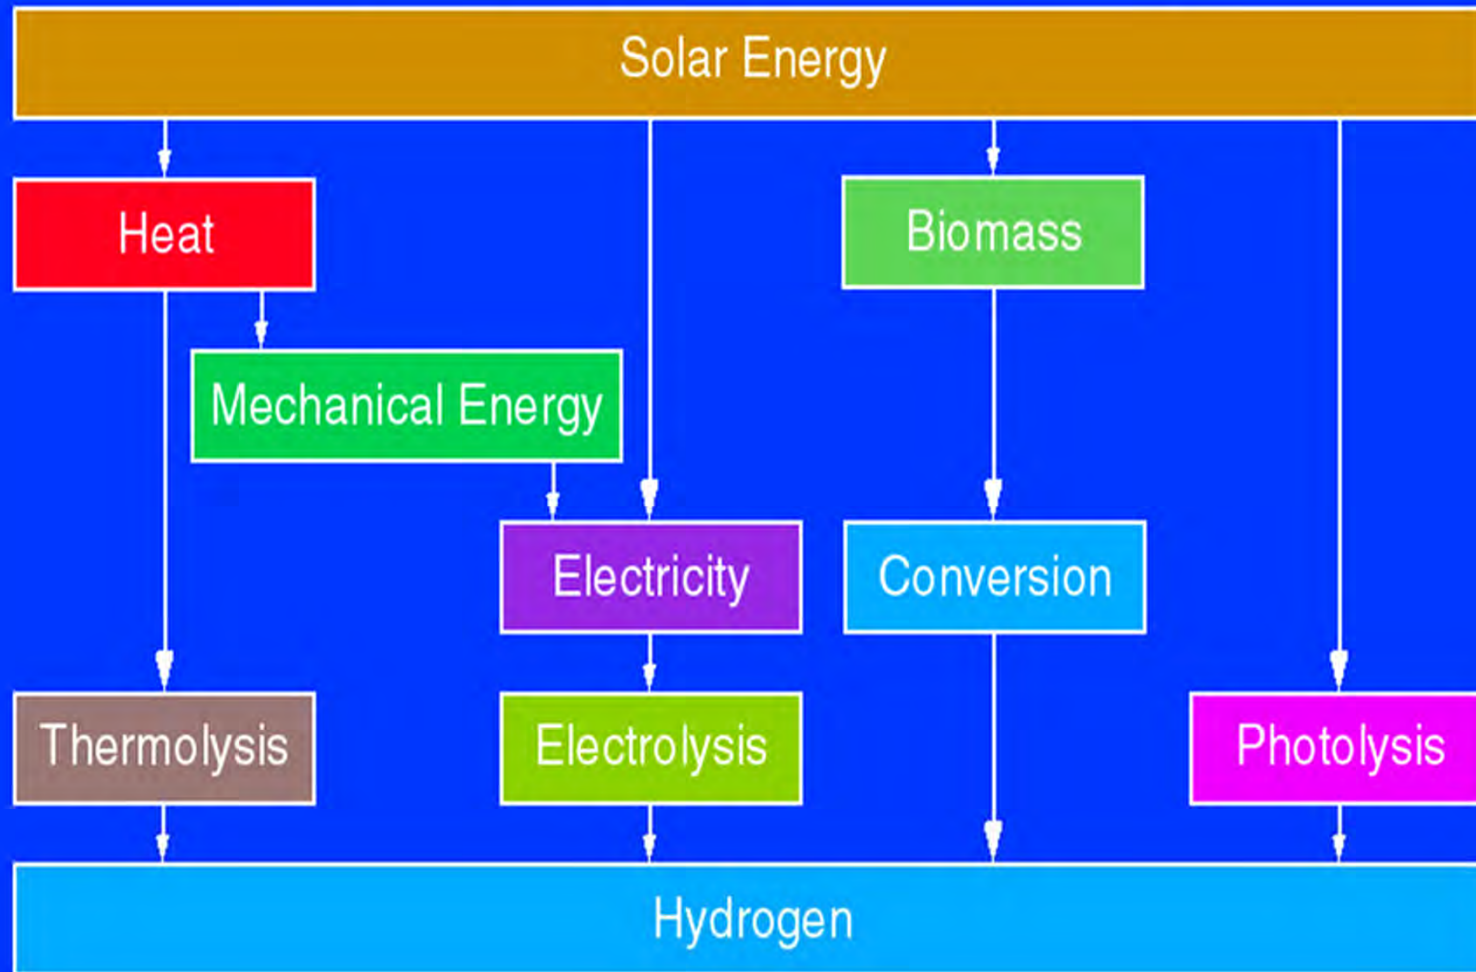 Solar Energy
Heat
Biomass
Mechanical Energy
Electricity
Conversion
Thermolysis
Electrolysis
Photolysis
Hydrogen